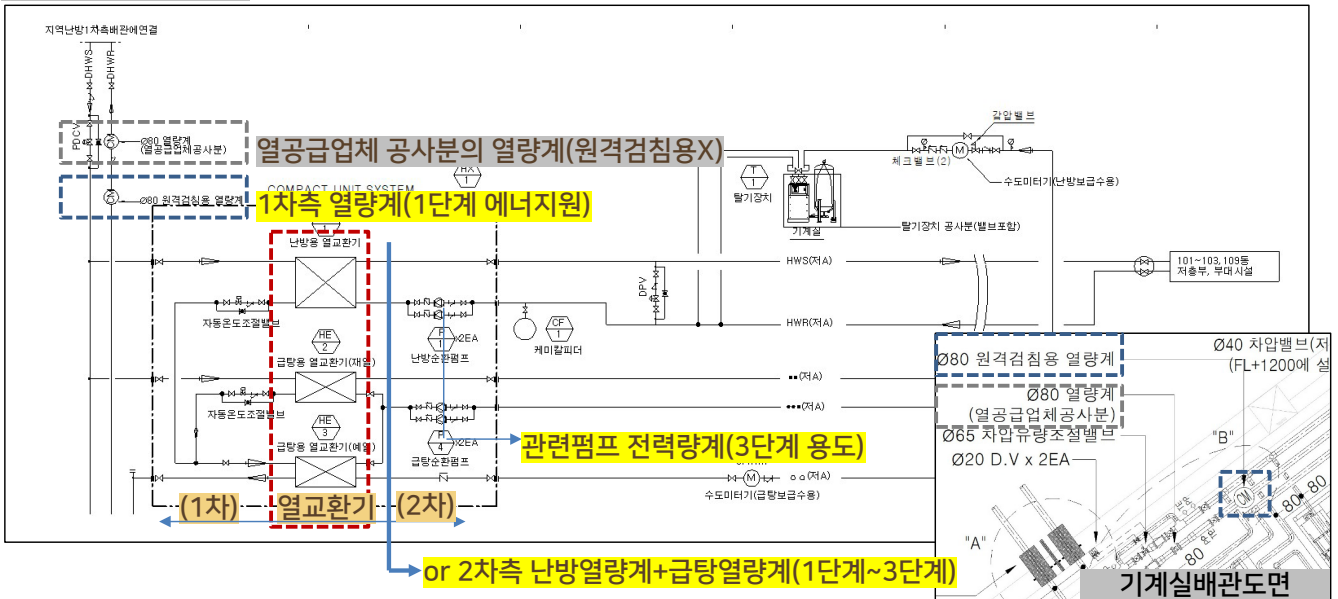 지역난방1차측배관에연결
DHWS
DHWR
PDCV
Ø80 열량계
(열공급업체공사분)
열공급업체 공사분의 열량계(원격검침용X)
Ø80 원격검침용 열량계
1차측 열량계(1단계 에너지원)
COMPACT UNIT SYSTEM
HX
1
1
난방용 열교환기
T
1
탈기장치
기계실
탈기장치 공사분(밸브포함)
감압밸브
체크밸브(2)
M
수도미터기(난방보급수용)
HWS(저A)
101~103,109동
저층부, 부대시설
DPV
HWR(저A)
자동온도조절밸브
P
1
x2EA
난방순환펌프
CF
1
케미칼피더
HE
2
급탕용 열교환기(재열)
(저A)
자동온도조절밸브
(저A)
HE
3
급탕용 열교환기(예열)
P
4
x2EA
급탕순환펌프
관련펌프 전력량계(3단계 용도)
M
(저A)
수도미터기(급탕보급수용)
(1차)
열교환기
(2차)
or 2차측 난방열량계+급탕열량계(1단계~3단계)
Ø80 원격검침용 열량계
Ø40 차압밸브(저
(FL+1200에 설
Ø80 열량계
(열공급업체공사분)
Ø65 차압유량조절밸브
Ø20 D.V x 2EA
"B"
"A"
80
80
80
기계실배관도면